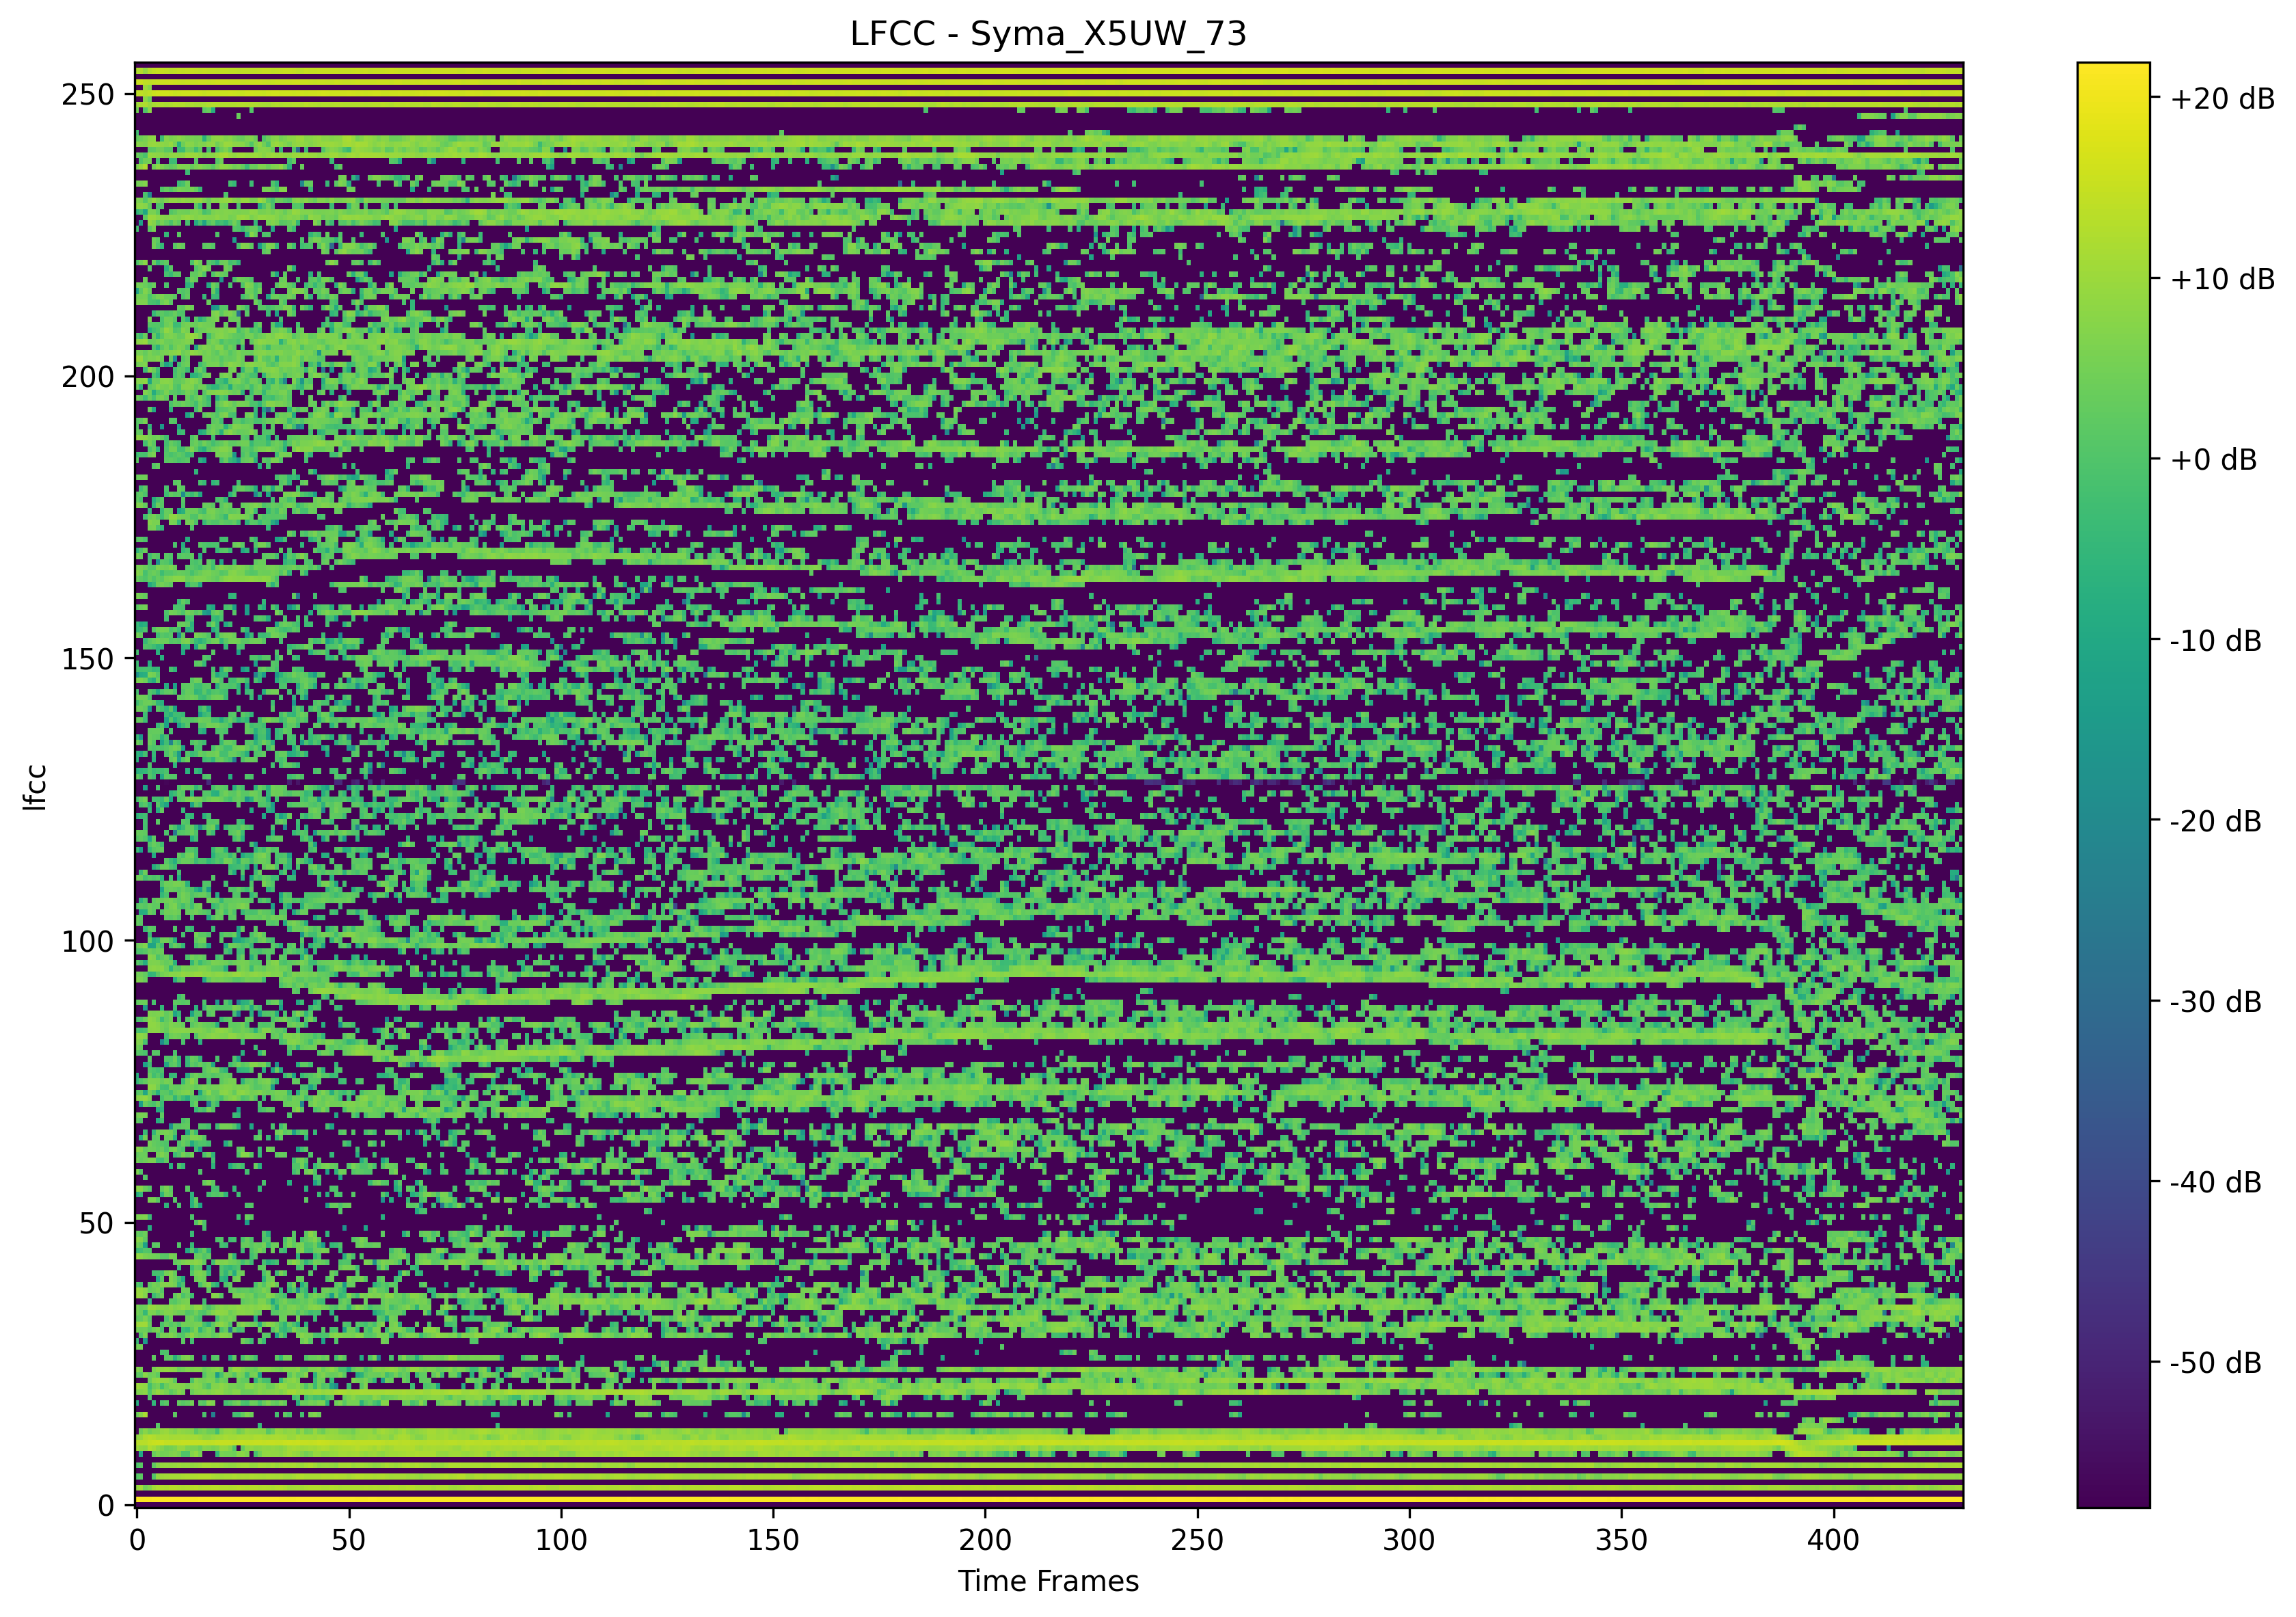 LFCC - Syma_X5UW_73
250
200
150
100
50
0
lfcc
0 50 100 150 200 250 300 350 400
Time Frames
+20 dB
+10 dB
+0 dB
-10 dB
-20 dB
-30 dB
-40 dB
-50 dB